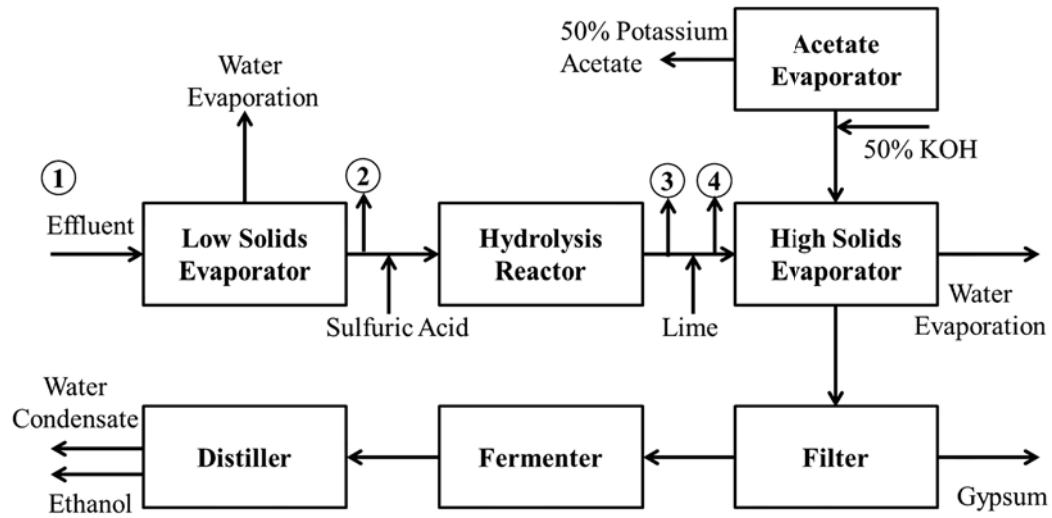 50% Potassium
Acetate
Acetate
Evaporator
Water
Evaporation
50% KOH
1
2
3
4
Effluent
Low Solids
Evaporator
Hydrolysis
Reactor
High Solids
Evaporator
Sulfuric Acid
Lime
Water
Evaporation
Water
Condensate
Distiller
Fermenter
Filter
Ethanol
Gypsum